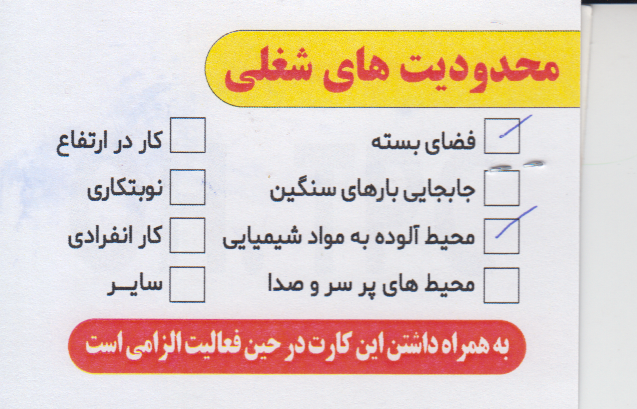 محدودیت های شغلی
فضای بسته
کار در ارتفاع
جابجایی بارهای سنگین
نوبتکاری
محیط آلوده به مواد شیمیایی
کار انفرادی
محیط های پر سر و صدا
سایـر
به همراه داشتن این کارت در حین فعالیت الزامی است